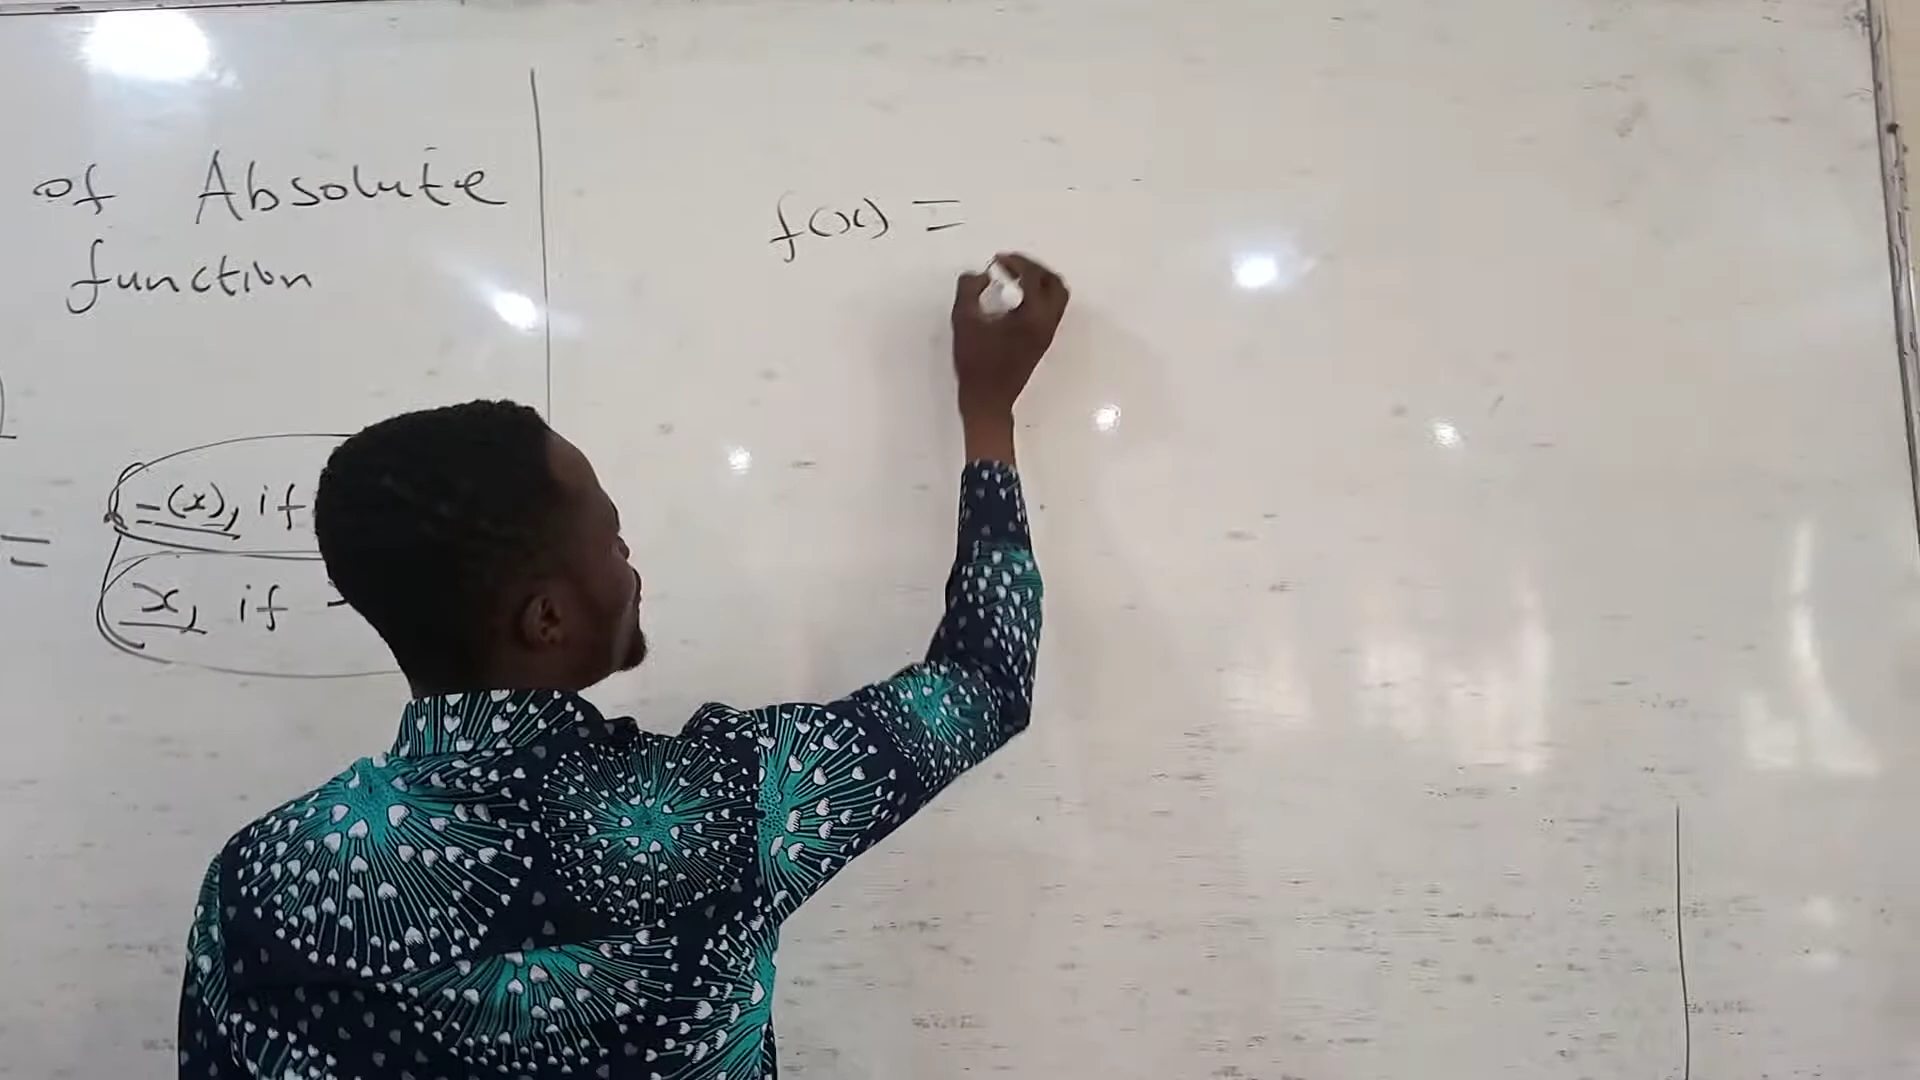 of Absolute
function
= -(x), if
x, if
f(x) =